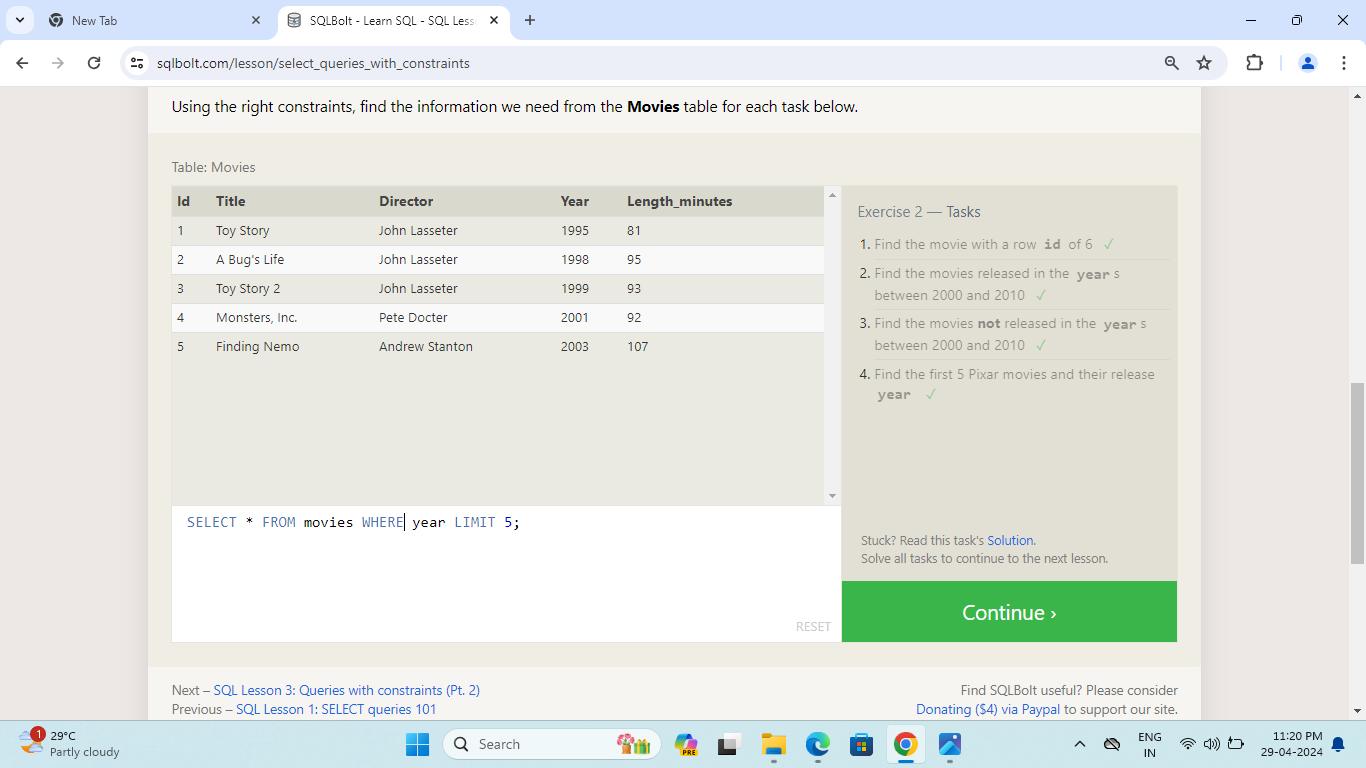 New Tab
SQLBolt - Learn SQL - SQL Less
sqlbolt.com/lesson/select_queries_with_constraints
Using the right constraints, find the information we need from the Movies table for each task below.
Table: Movies
Id Title Director Year Length_minutes
1 Toy Story John Lasseter 1995 81
2 A Bug's Life John Lasseter 1998 95
3 Toy Story 2 John Lasseter 1999 93
4 Monsters, Inc. Pete Docter 2001 92
5 Finding Nemo Andrew Stanton 2003 107
SELECT * FROM movies WHERE year LIMIT 5;
RESET
Exercise 2 — Tasks
1. Find the movie with a row id of 6 ✓
2. Find the movies released in the year s
between 2000 and 2010 ✓
3. Find the movies not released in the year s
between 2000 and 2010 ✓
4. Find the first 5 Pixar movies and their release
year ✓
Stuck? Read this task's Solution.
Solve all tasks to continue to the next lesson.
Continue ›
Next – SQL Lesson 3: Queries with constraints (Pt. 2)
Previous – SQL Lesson 1: SELECT queries 101
Find SQLBolt useful? Please consider
Donating ($4) via Paypal to support our site.
1
29°C
Partly cloudy
Search
PRE
ENG
IN
11:20 PM
29-04-2024